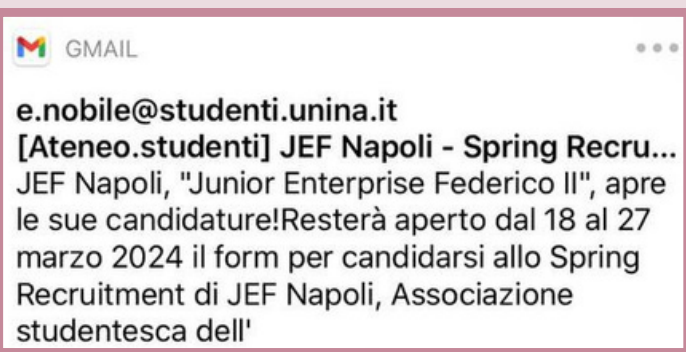 GMAIL
e.nobile@studenti.unina.it
[Ateneo.studenti] JEF Napoli - Spring Recru...
JEF Napoli, "Junior Enterprise Federico II", apre
le sue candidature!Resterà aperto dal 18 al 27
marzo 2024 il form per candidarsi allo Spring
Recruitment di JEF Napoli, Associazione
studentesca dell'